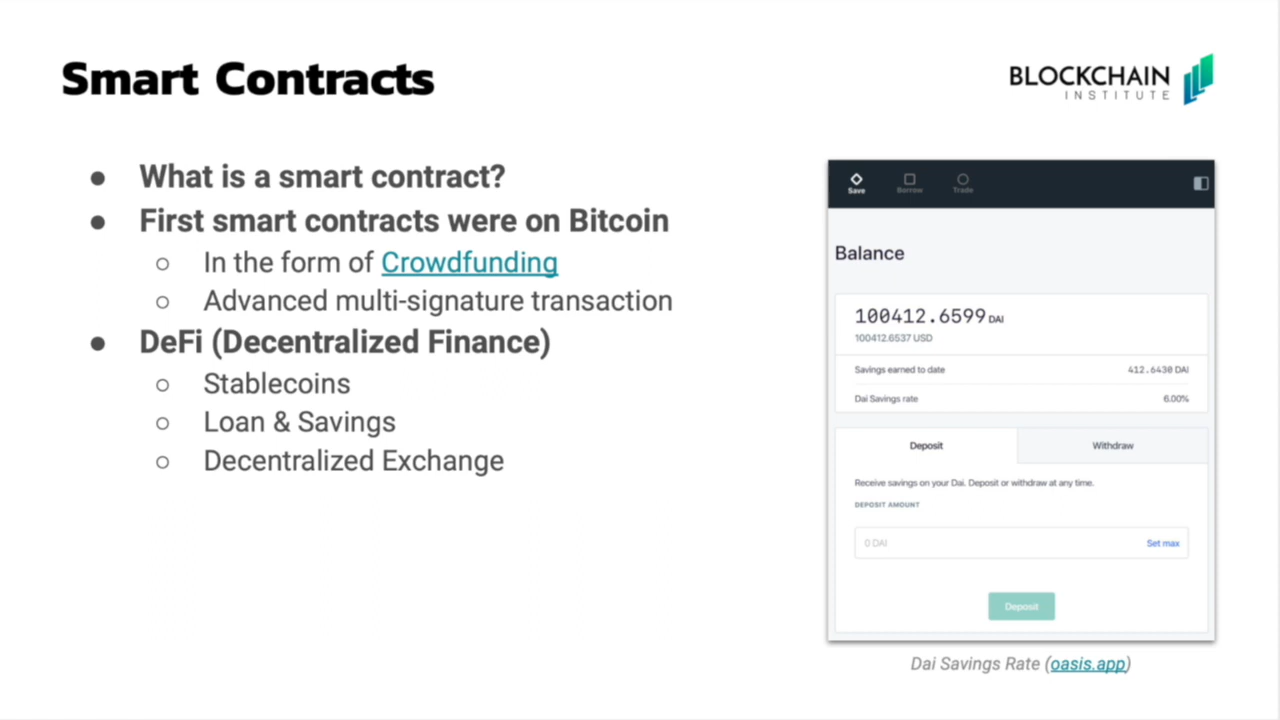 Smart Contracts
BLOCKCHAIN
INSTITUTE
● What is a smart contract?
● First smart contracts were on Bitcoin
○ In the form of Crowdfunding
○ Advanced multi-signature transaction
● DeFi (Decentralized Finance)
○ Stablecoins
○ Loan & Savings
○ Decentralized Exchange
Save Borrow Trade
Balance
100412.6599 DAI
100412.6537 USD
Savings earned to date 412.6430 DAI
Dai Savings rate 6.00%
Deposit Withdraw
Receive savings on your Dai. Deposit or withdraw at any time.
DEPOSIT AMOUNT
0 DAI Set max
Deposit
Dai Savings Rate (oasis.app)